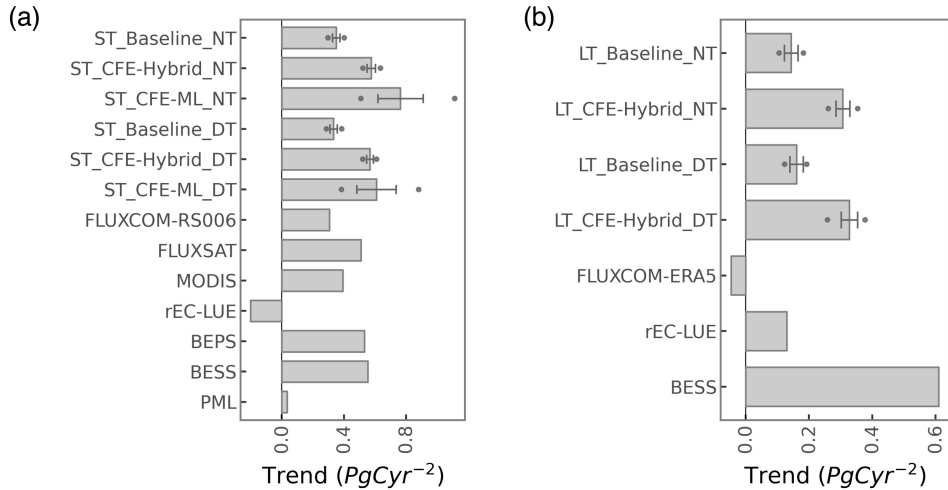 (a)
ST_Baseline_NT
ST_CFE-Hybrid_NT
ST_CFE-ML_NT
ST_Baseline_DT
ST_CFE-Hybrid_DT
ST_CFE-ML_DT
FLUXCOM-RS006
FLUXSAT
MODIS
rEC-LUE
BEPS
BESS
PML
0.0
0.4
0.8
Trend (PgCyr⁻²)
(b)
LT_Baseline_NT
LT_CFE-Hybrid_NT
LT_Baseline_DT
LT_CFE-Hybrid_DT
FLUXCOM-ERA5
rEC-LUE
BESS
0.0
0.2
0.4
0.6
Trend (PgCyr⁻²)